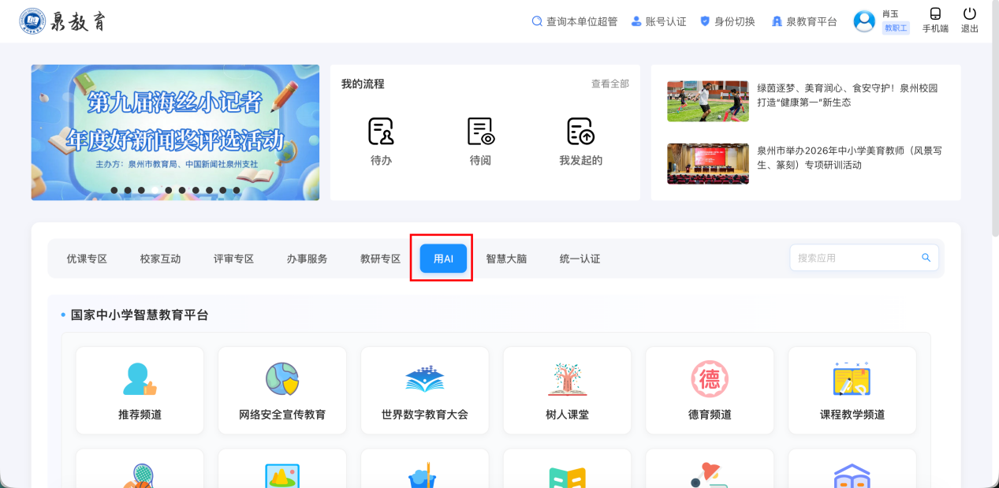 泉教育
查询本单位超管
账号认证
身份切换
泉教育平台
肖玉
教职工
手机端
退出
第九届海丝小记者
年度好新闻奖评选活动
主办方：泉州市教育局、中国新闻社泉州支社
我的流程
查看全部
待办
待阅
我发起的
绿茵逐梦、美育润心、食安守护！泉州校园
打造“健康第一”新生态
泉州市举办2026年中小学美育教师（风景写
生、篆刻）专项研训活动
优课专区
校家互动
评审专区
办事服务
教研专区
用AI
智慧大脑
统一认证
搜索应用
国家中小学智慧教育平台
推荐频道
网络安全宣传教育
世界数字教育大会
树人课堂
德
德育频道
课程教学频道